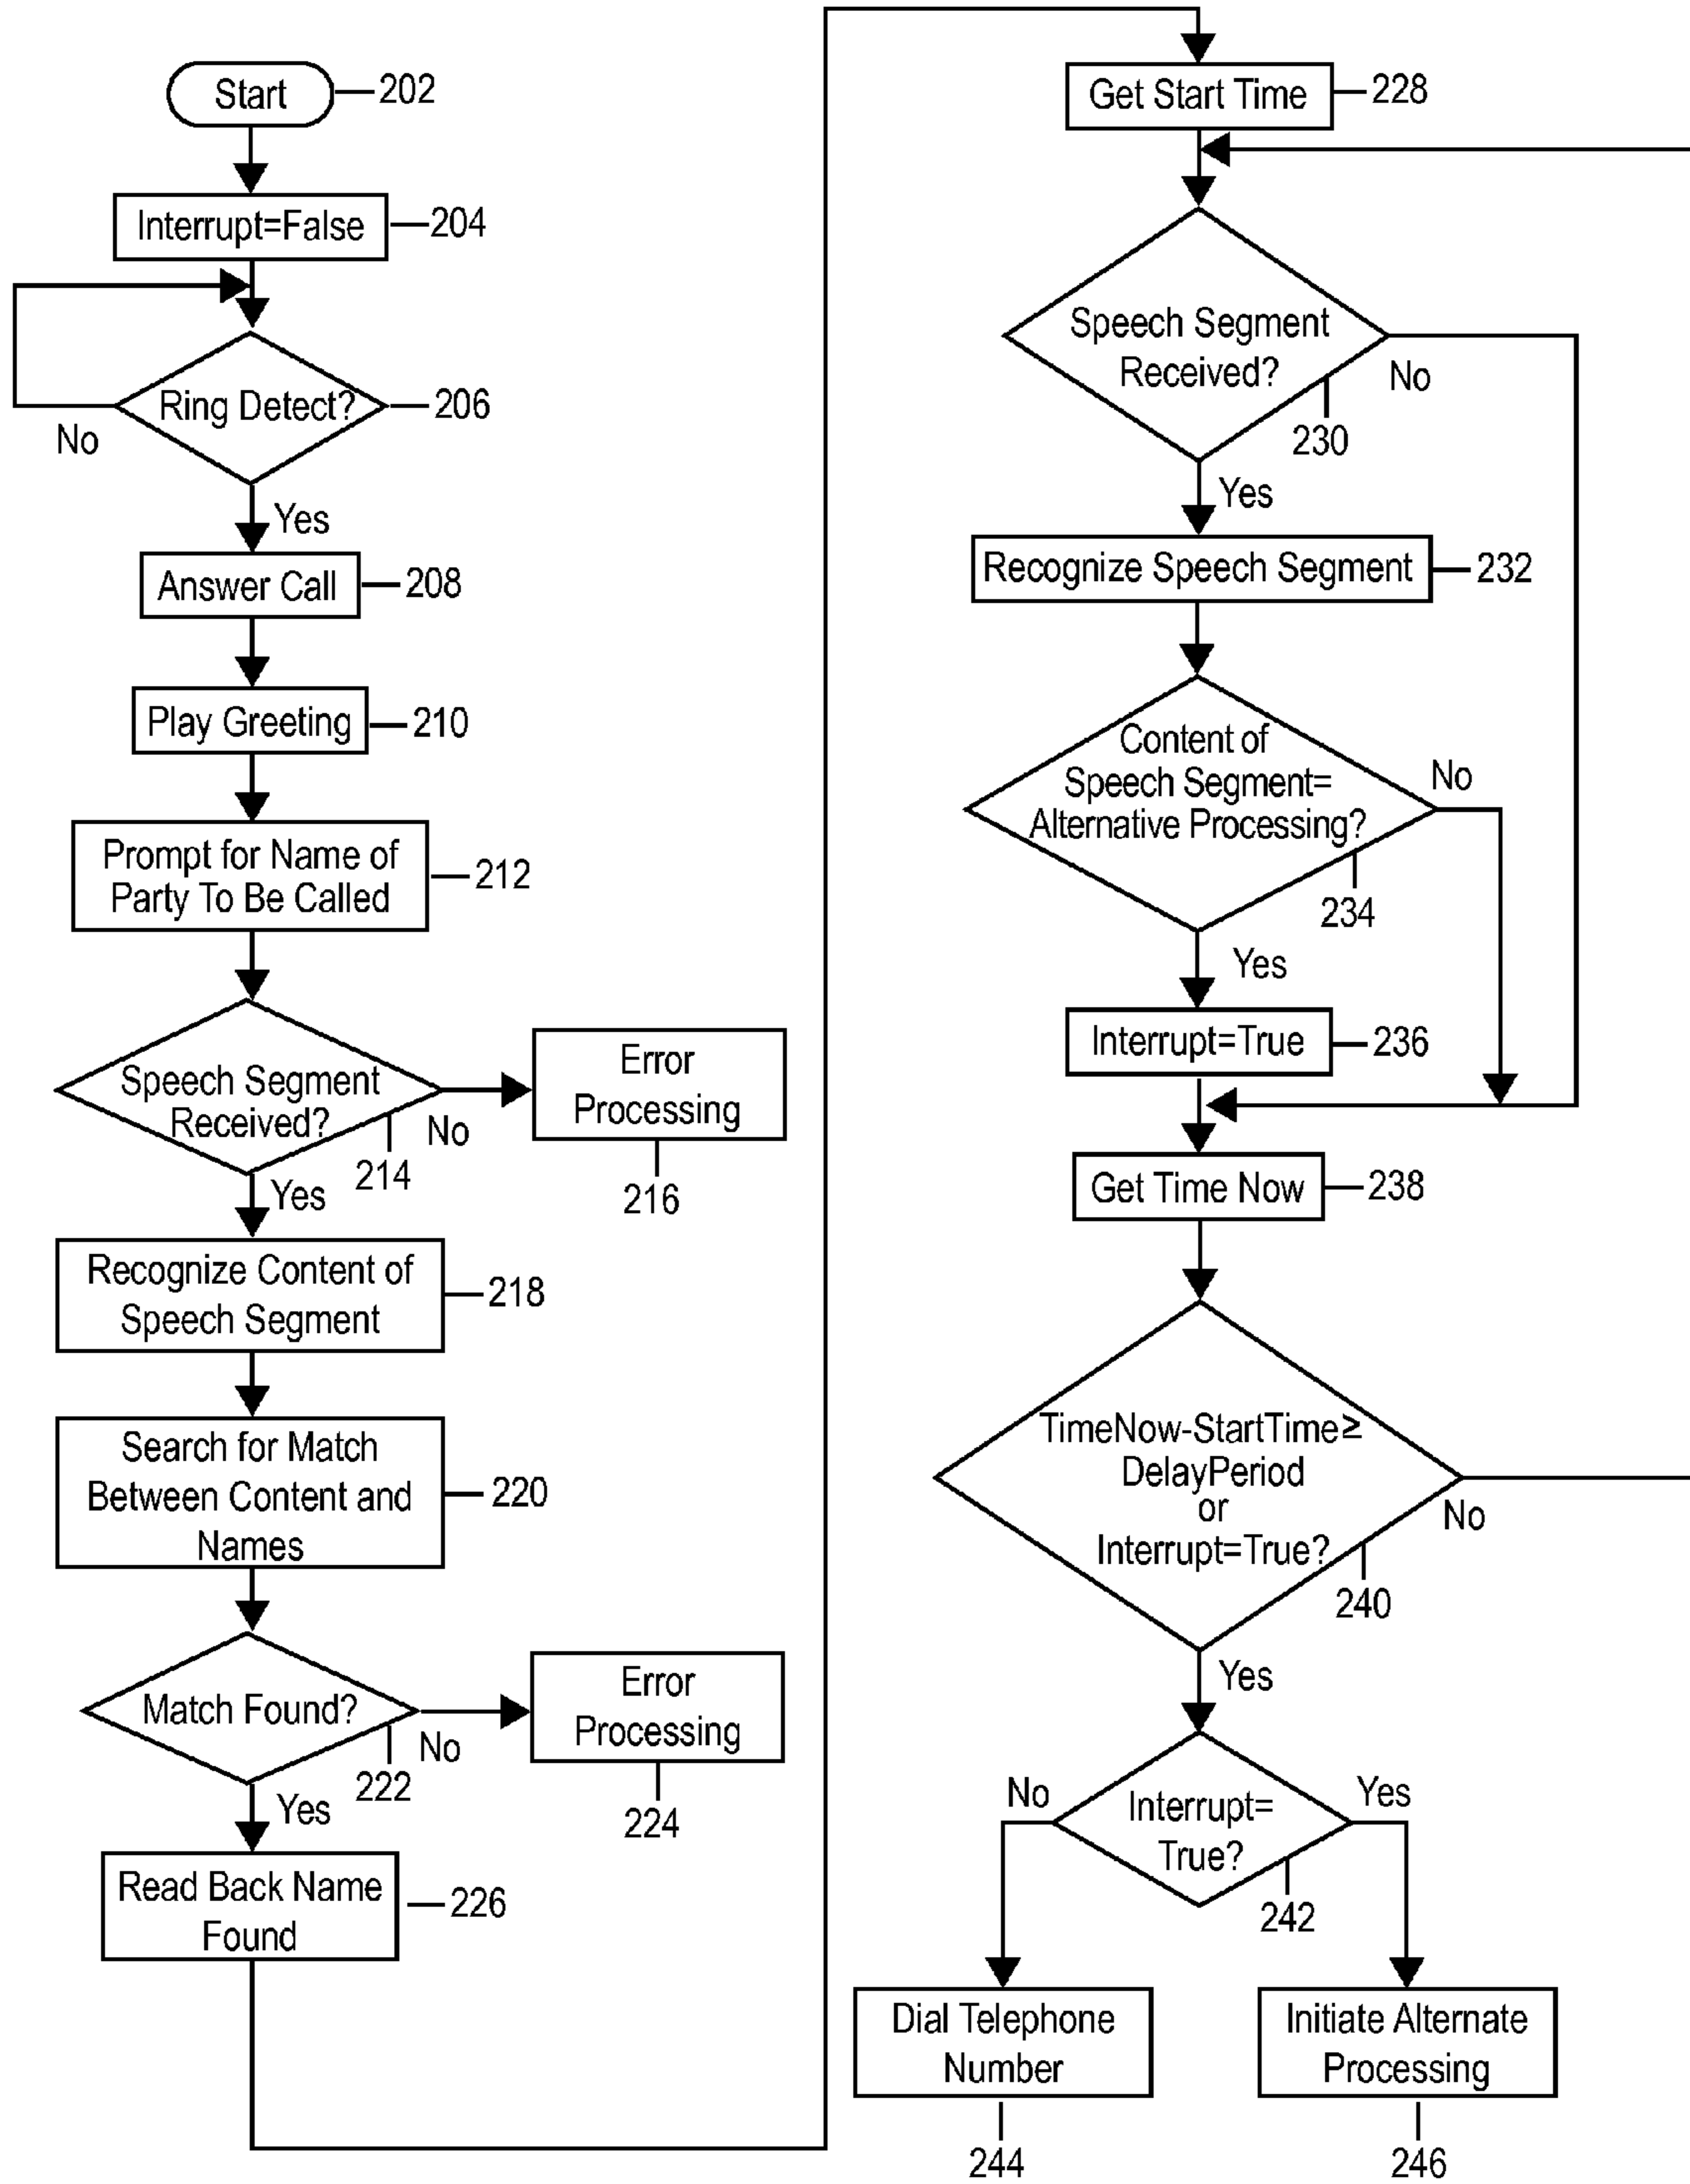 Start
202
Interrupt=False
204
Ring Detect?
206
No
Yes
Answer Call
208
Play Greeting
210
Prompt for Name of
Party To Be Called
212
Speech Segment
Received?
214
No
Error
Processing
216
Yes
Recognize Content of
Speech Segment
218
Search for Match
Between Content and
Names
220
Match Found?
222
No
Error
Processing
224
Yes
Read Back Name
Found
226
Get Start Time
228
Speech Segment
Received?
No
230
Yes
Recognize Speech Segment
232
Content of
Speech Segment=
Alternative Processing?
No
234
Yes
Interrupt=True
236
Get Time Now
238
TimeNow-StartTime≥
DelayPeriod
or
Interrupt=True?
No
240
Yes
Interrupt=
True?
No
Yes
242
Dial Telephone
Number
244
Initiate Alternate
Processing
246